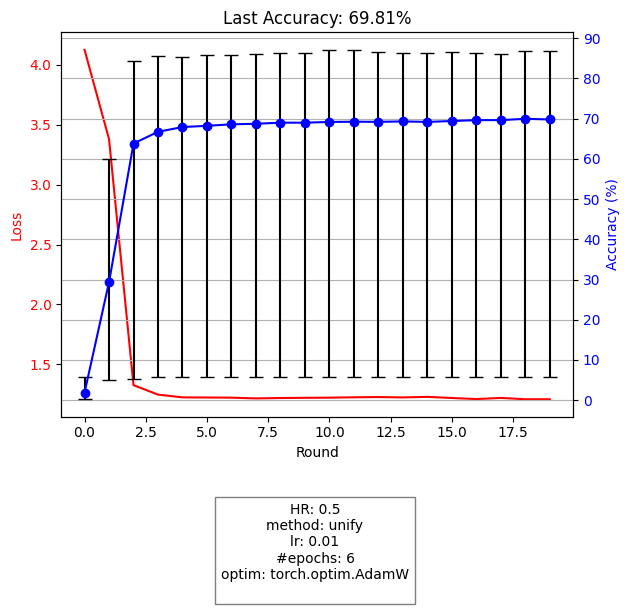 Last Accuracy: 69.81%
4.0
3.5
3.0
2.5
2.0
1.5
Loss
90
80
70
60
50
40
30
20
10
0
Accuracy (%)
0.0 2.5 5.0 7.5 10.0 12.5 15.0 17.5
Round
HR: 0.5
method: unify
lr: 0.01
#epochs: 6
optim: torch.optim.AdamW